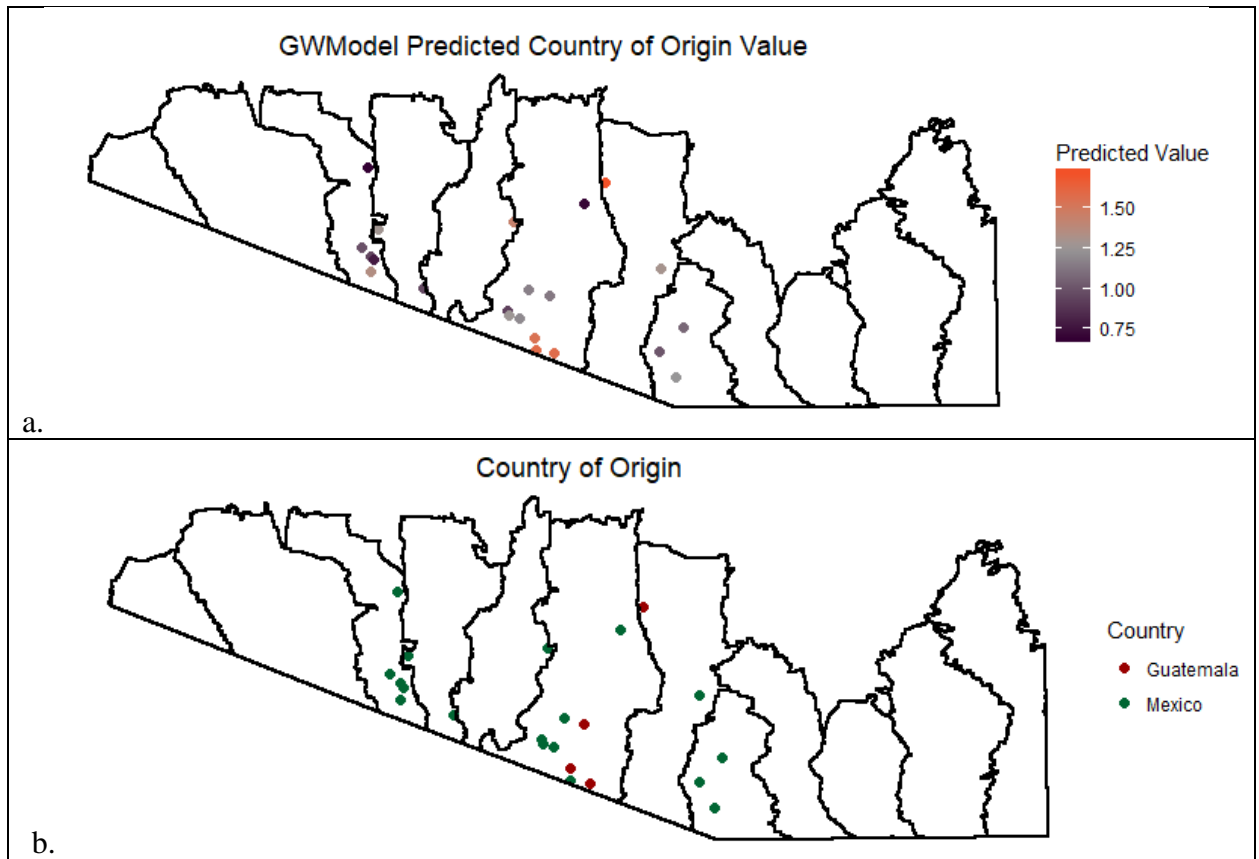 GWModel Predicted Country of Origin Value
Predicted Value
1.50
1.25
1.00
0.75
a.
Country of Origin
Country
Guatemala
Mexico
b.